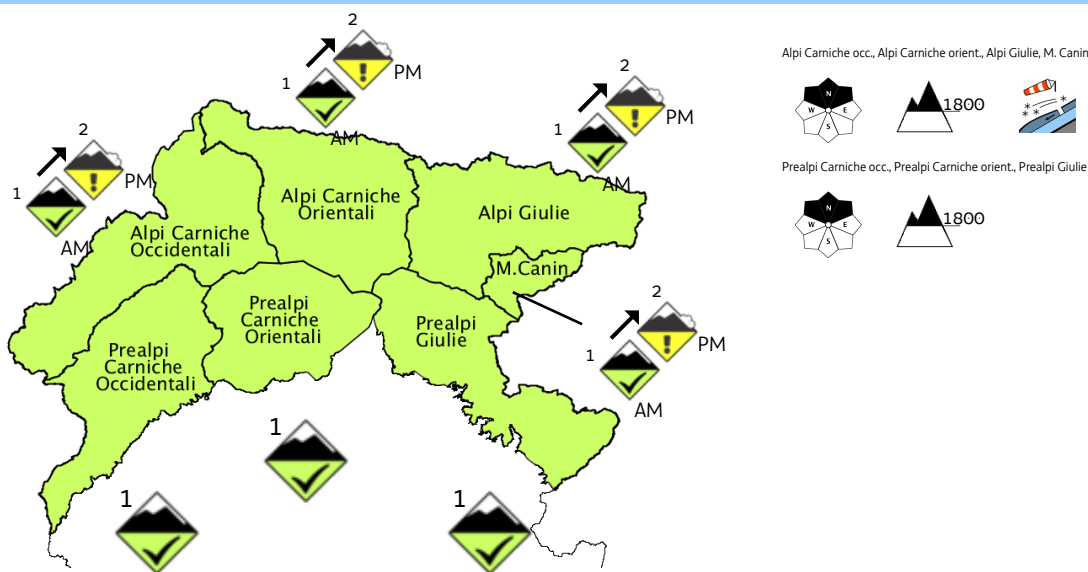 2
1
PM
AM
2
1
PM
AM
2
1
PM
AM
Alpi Carniche
Orientali
Alpi Giulie
Alpi Carniche
Occidentali
M.Canin
Prealpi
Carniche
Orientali
Prealpi
Giulie
Prealpi
Carniche
Occidentali
2
1
PM
AM
1
1
1
Alpi Carniche occ., Alpi Carniche orient., Alpi Giulie, M. Canin
N
W E
S
1800
Prealpi Carniche occ., Prealpi Carniche orient., Prealpi Giulie
N
W E
S
1800